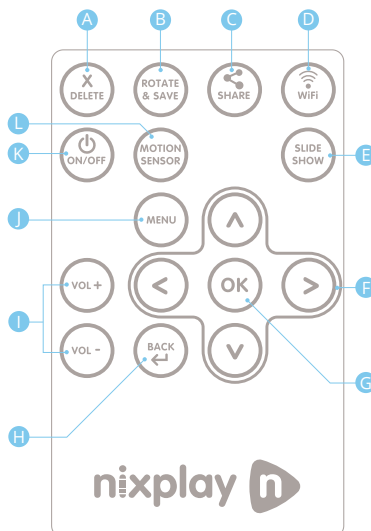 A
B
C
D
X
DELETE
ROTATE
& SAVE
SHARE
WiFi
L
K
ON/OFF
MOTION
SENSOR
SLIDE
SHOW
E
J
MENU
I
VOL +
OK
F
VOL -
BACK
G
H
nixplay n